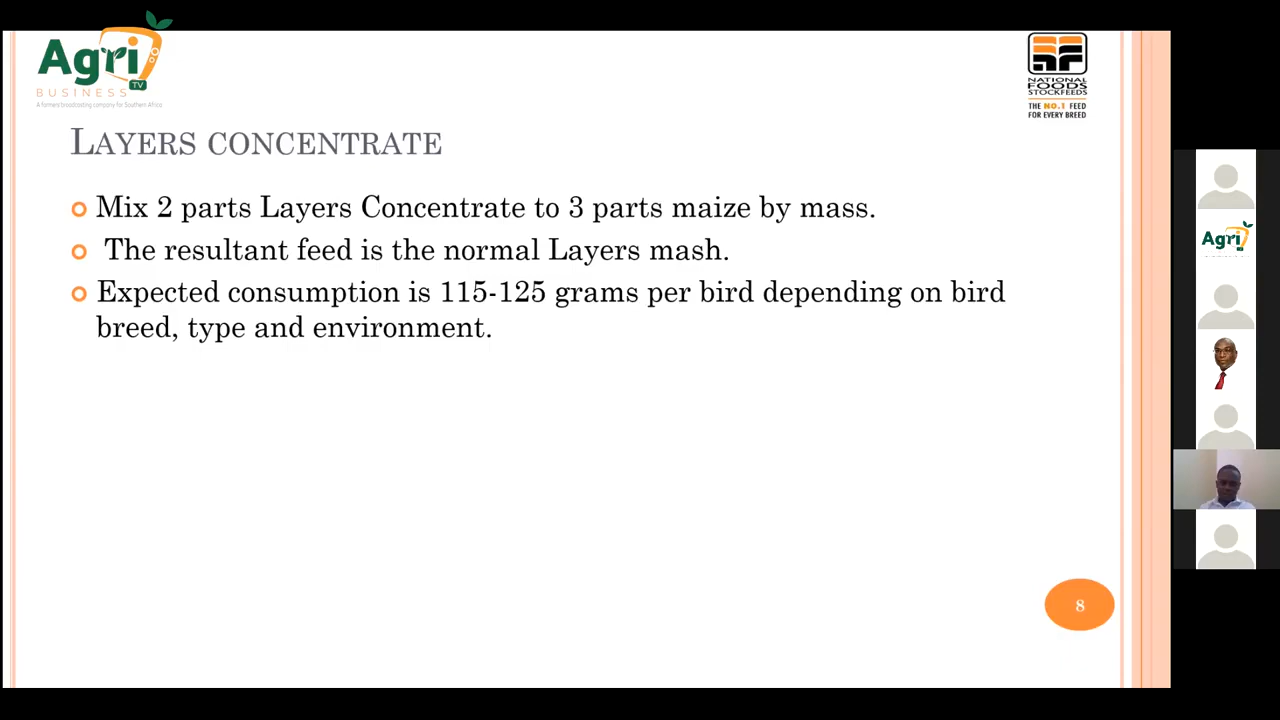 Agri
TV
BUSINESS
A farmers broadcasting company for Southern Africa
NATIONAL
FOODS
STOCKFEEDS
THE NO.1 FEED
FOR EVERY BREED
LAYERS CONCENTRATE
Mix 2 parts Layers Concentrate to 3 parts maize by mass.
The resultant feed is the normal Layers mash.
Expected consumption is 115-125 grams per bird depending on bird
breed, type and environment.
8
Agri